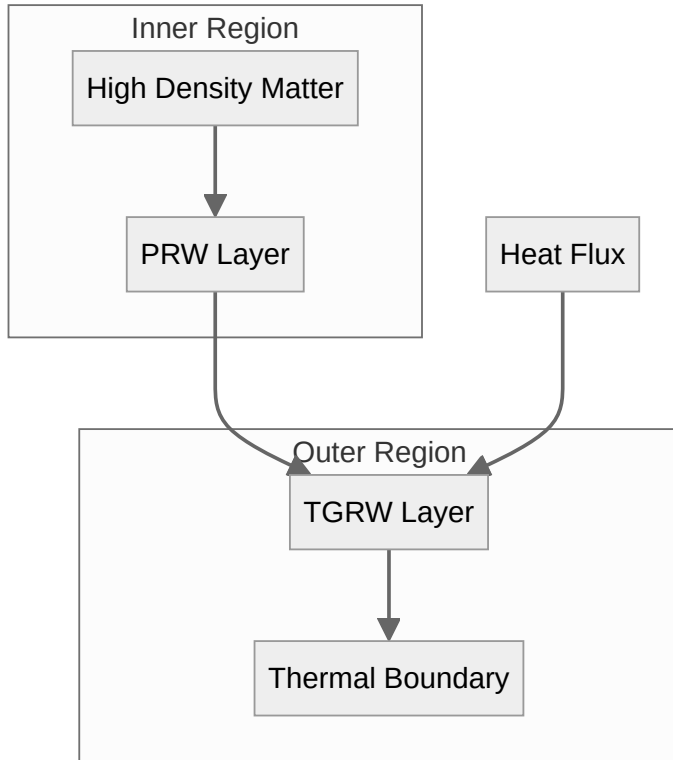 Inner Region
High Density Matter
PRW Layer
Heat Flux
Outer Region
TGRW Layer
Thermal Boundary